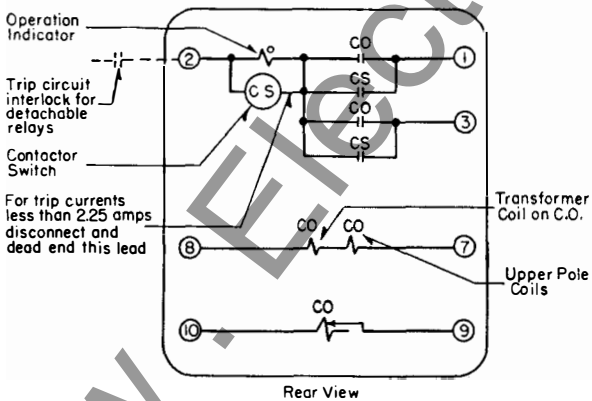 Operation
Indicator
Trip circuit
interlock for
detachable
relays
Contactor
Switch
For trip currents
less than 2.25 amps
disconnect and
dead end this lead
2
O
CS
CO
CS
CO
CS
1
3
8
CO CO
7
Transformer
Coil on C.O.
Upper Pole
Coils
10
CO
9
Rear View
. Elec